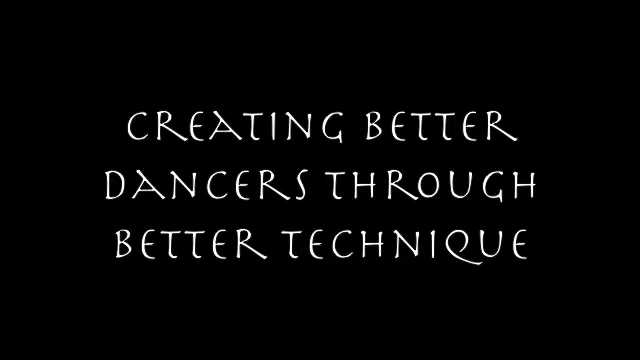 CREATING BETTER
DANCERS THROUGH
BETTER TECHNIQUE